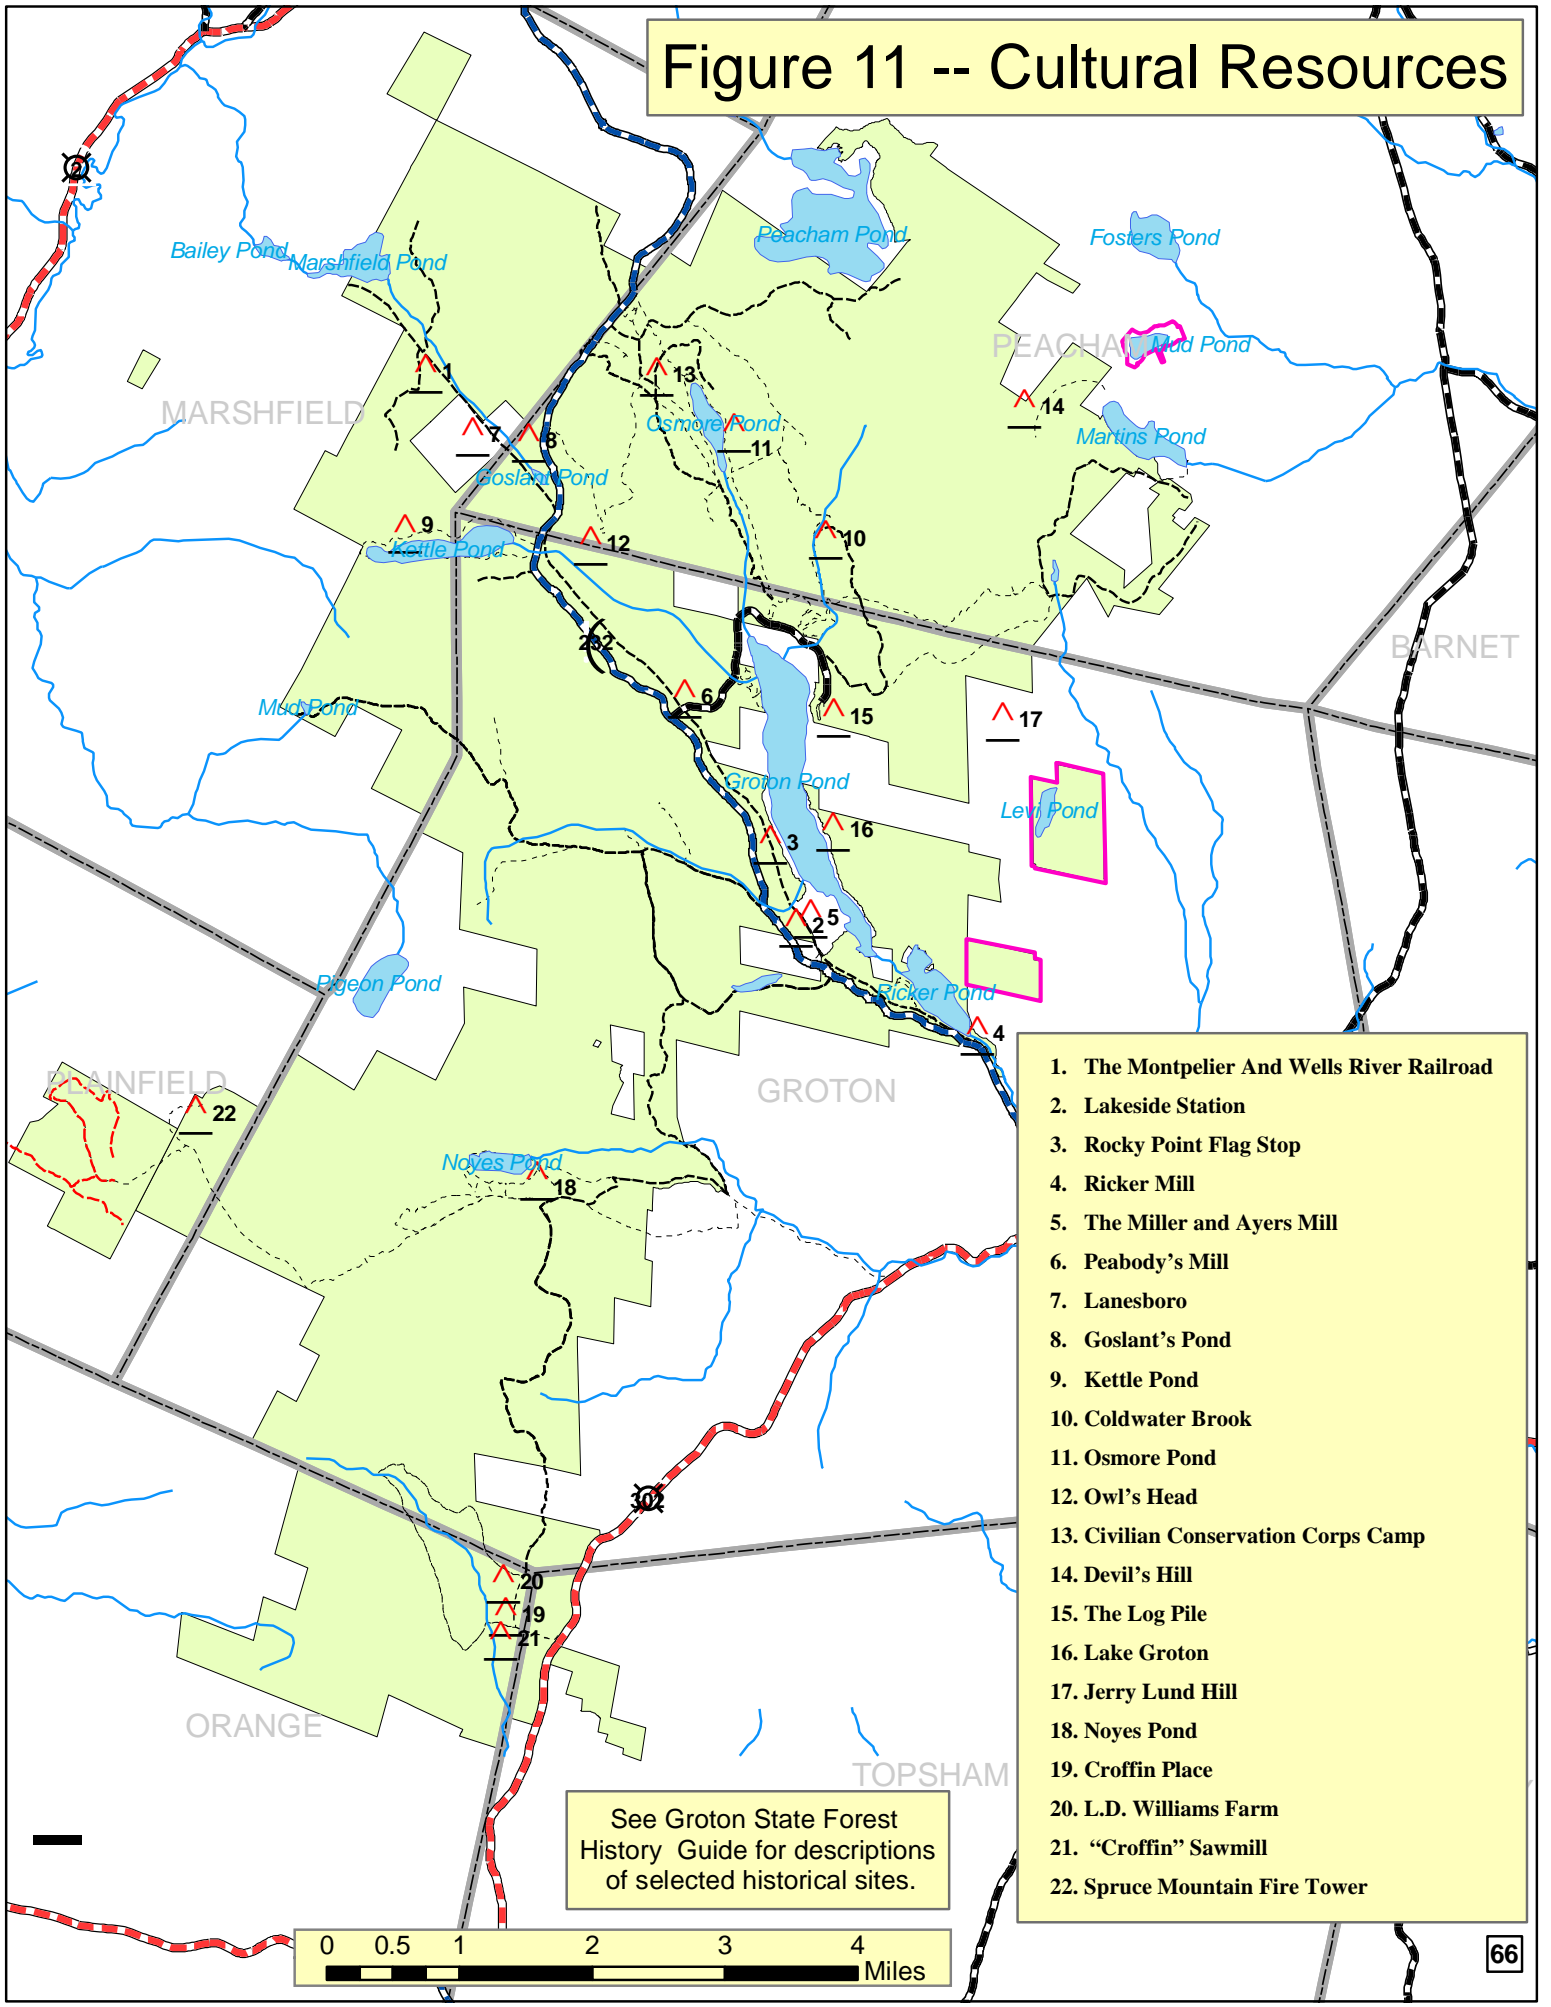 Figure 11 -- Cultural Resources
2
Bailey Pond
Marshfield Pond
Peacham Pond
Fosters Pond
PEACHAM
Mud Pond
1
13
MARSHFIELD
14
7
8
Osmore Pond
11
Martins Pond
Goslant Pond
9
Kettle Pond
12
10
232
BARNET
6
Mud Pond
15
17
Groton Pond
Levi Pond
3
16
2
5
Pigeon Pond
Ricker Pond
4
PLAINFIELD
22
GROTON
Noyes Pond
18
302
20
19
21
ORANGE
TOPSHAM
1. The Montpelier And Wells River Railroad
2. Lakeside Station
3. Rocky Point Flag Stop
4. Ricker Mill
5. The Miller and Ayers Mill
6. Peabody's Mill
7. Lanesboro
8. Goslant's Pond
9. Kettle Pond
10. Coldwater Brook
11. Osmore Pond
12. Owl's Head
13. Civilian Conservation Corps Camp
14. Devil's Hill
15. The Log Pile
16. Lake Groton
17. Jerry Lund Hill
18. Noyes Pond
19. Croffin Place
20. L.D. Williams Farm
21. “Croffin” Sawmill
22. Spruce Mountain Fire Tower
See Groton State Forest
History Guide for descriptions
of selected historical sites.
0 0.5 1 2 3 4
Miles
66